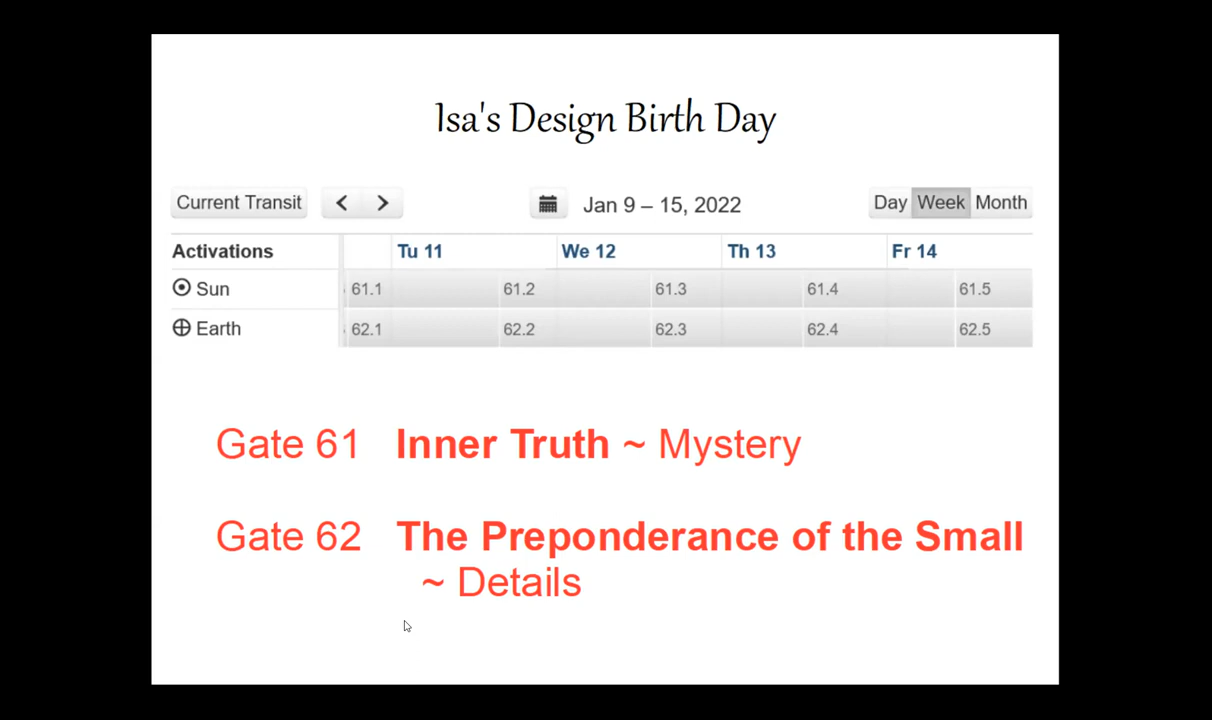 Isa's Design Birth Day
Current Transit < > Jan 9 – 15, 2022 Day Week Month
Activations Tu 11 We 12 Th 13 Fr 14
Sun 61.1 61.2 61.3 61.4 61.5
Earth 62.1 62.2 62.3 62.4 62.5
Gate 61 Inner Truth ~ Mystery
Gate 62 The Preponderance of the Small
~ Details